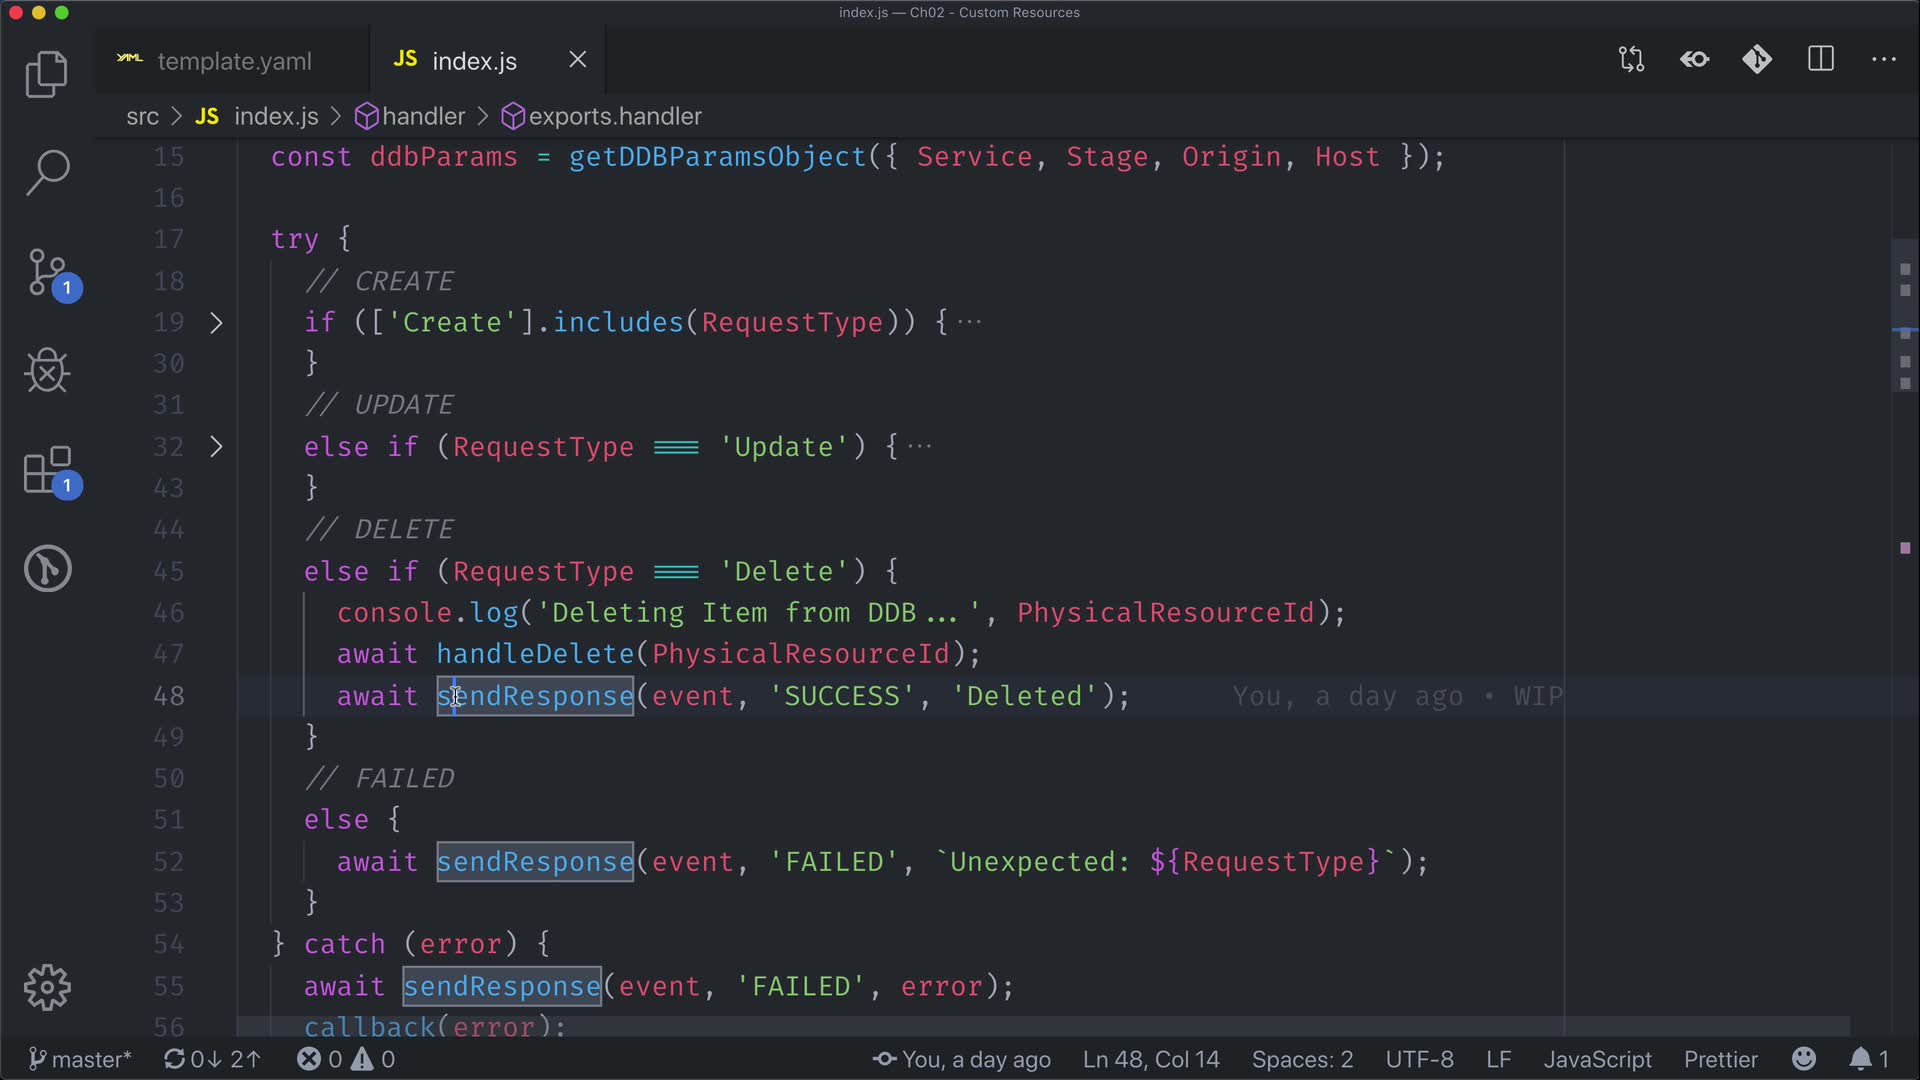 index.js — Ch02 - Custom Resources
YAML template.yaml
JS index.js
src > JS index.js > handler > exports.handler
15 const ddbParams = getDDBParamsObject({ Service, Stage, Origin, Host });
16
17 try {
18 // CREATE
19 if (['Create'].includes(RequestType)) {···
30 }
31 // UPDATE
32 else if (RequestType === 'Update') {···
43 }
44 // DELETE
45 else if (RequestType === 'Delete') {
46 console.log('Deleting Item from DDB...', PhysicalResourceId);
47 await handleDelete(PhysicalResourceId);
48 await sendResponse(event, 'SUCCESS', 'Deleted'); You, a day ago • WIP
49 }
50 // FAILED
51 else {
52 await sendResponse(event, 'FAILED', `Unexpected: ${RequestType}`);
53 }
54 } catch (error) {
55 await sendResponse(event, 'FAILED', error);
56 callback(error);
1
1
master* 0↓ 2↑ 0 0 You, a day ago Ln 48, Col 14 Spaces: 2 UTF-8 LF JavaScript Prettier 1